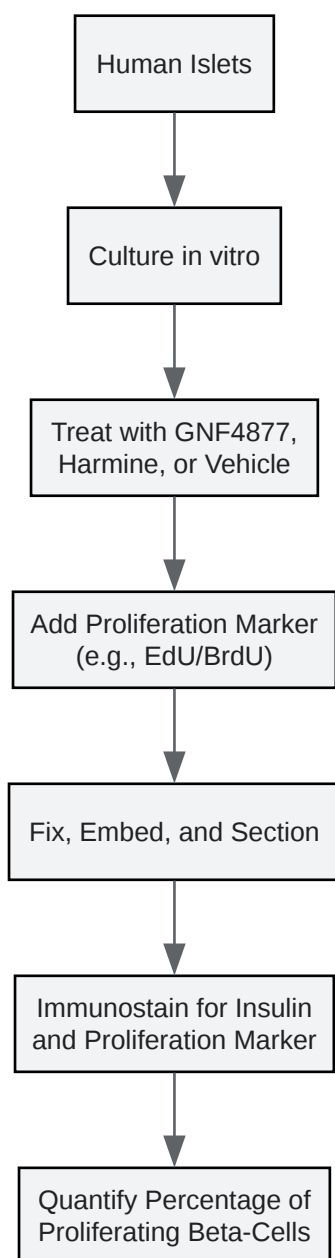 Human Islets
Culture in vitro
Treat with GNF4877,
Harmine, or Vehicle
Add Proliferation Marker
(e.g., EdU/BrdU)
Fix, Embed, and Section
Immunostain for Insulin
and Proliferation Marker
Quantify Percentage of
Proliferating Beta-Cells